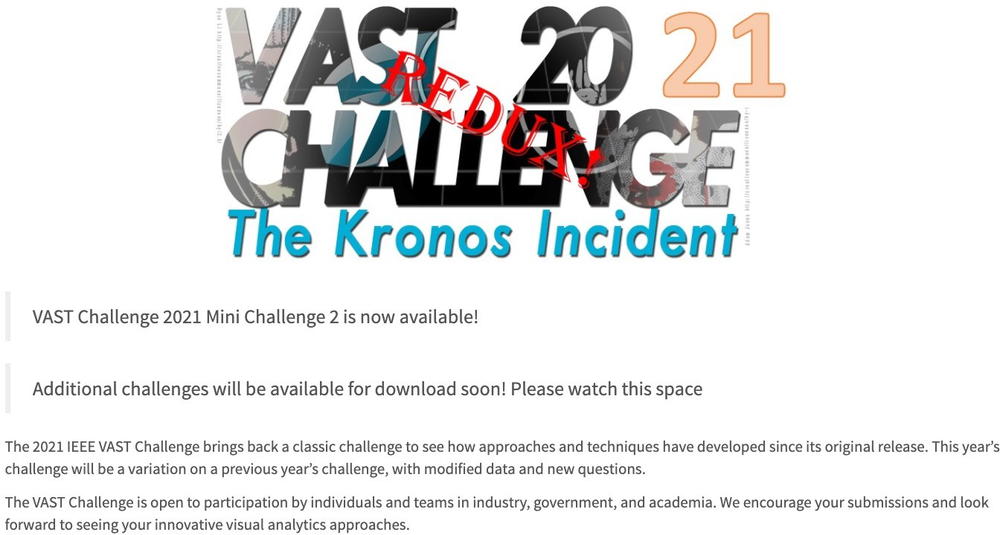 VAST 20 21
REDUX!
CHALLENGE
The Kronos Incident
VAST Challenge 2021 Mini Challenge 2 is now available!
Additional challenges will be available for download soon! Please watch this space
The 2021 IEEE VAST Challenge brings back a classic challenge to see how approaches and techniques have developed since its original release. This year’s
challenge will be a variation on a previous year’s challenge, with modified data and new questions.
The VAST Challenge is open to participation by individuals and teams in industry, government, and academia. We encourage your submissions and look
forward to seeing your innovative visual analytics approaches.